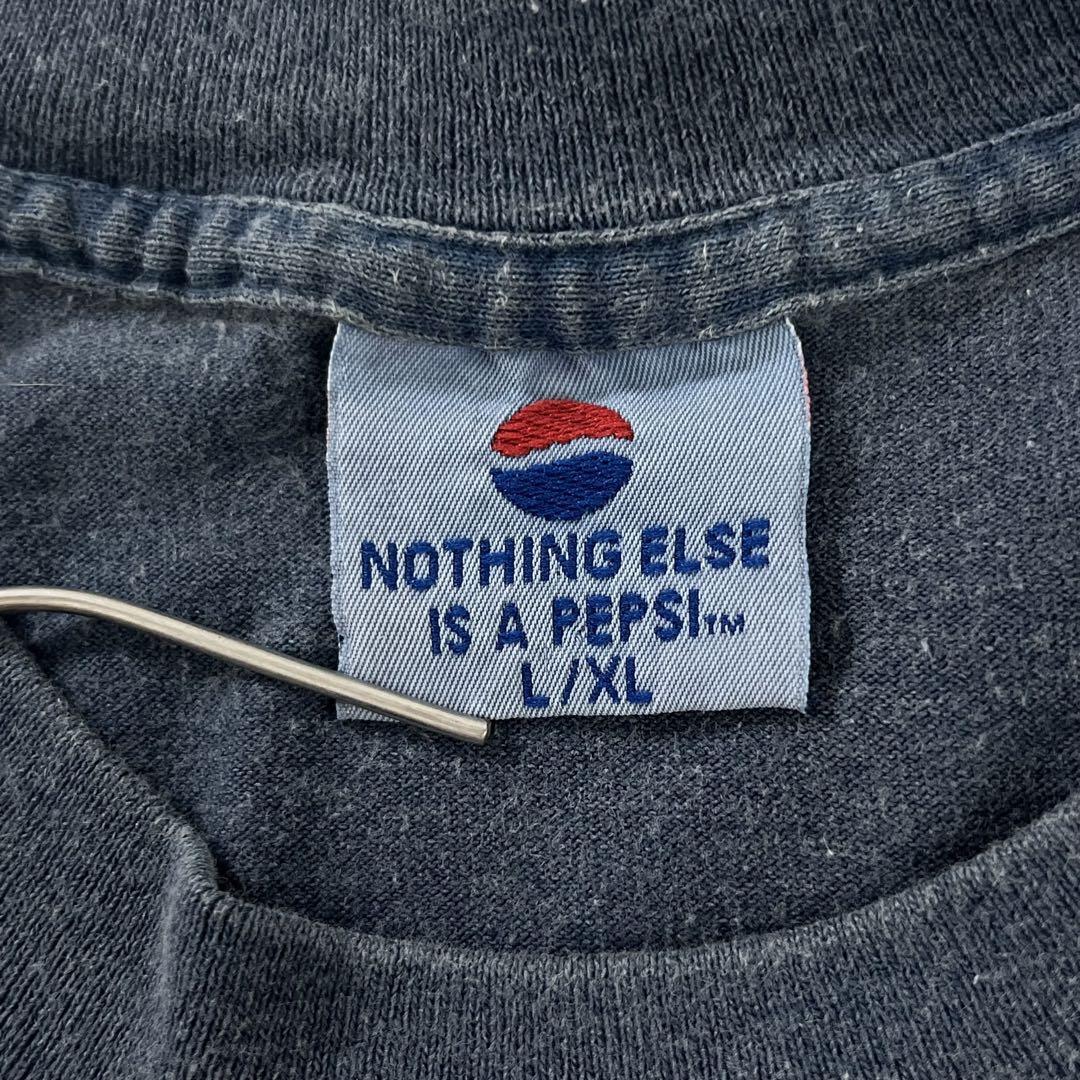 NOTHING ELSE
IS A PEPSI™
L/XL